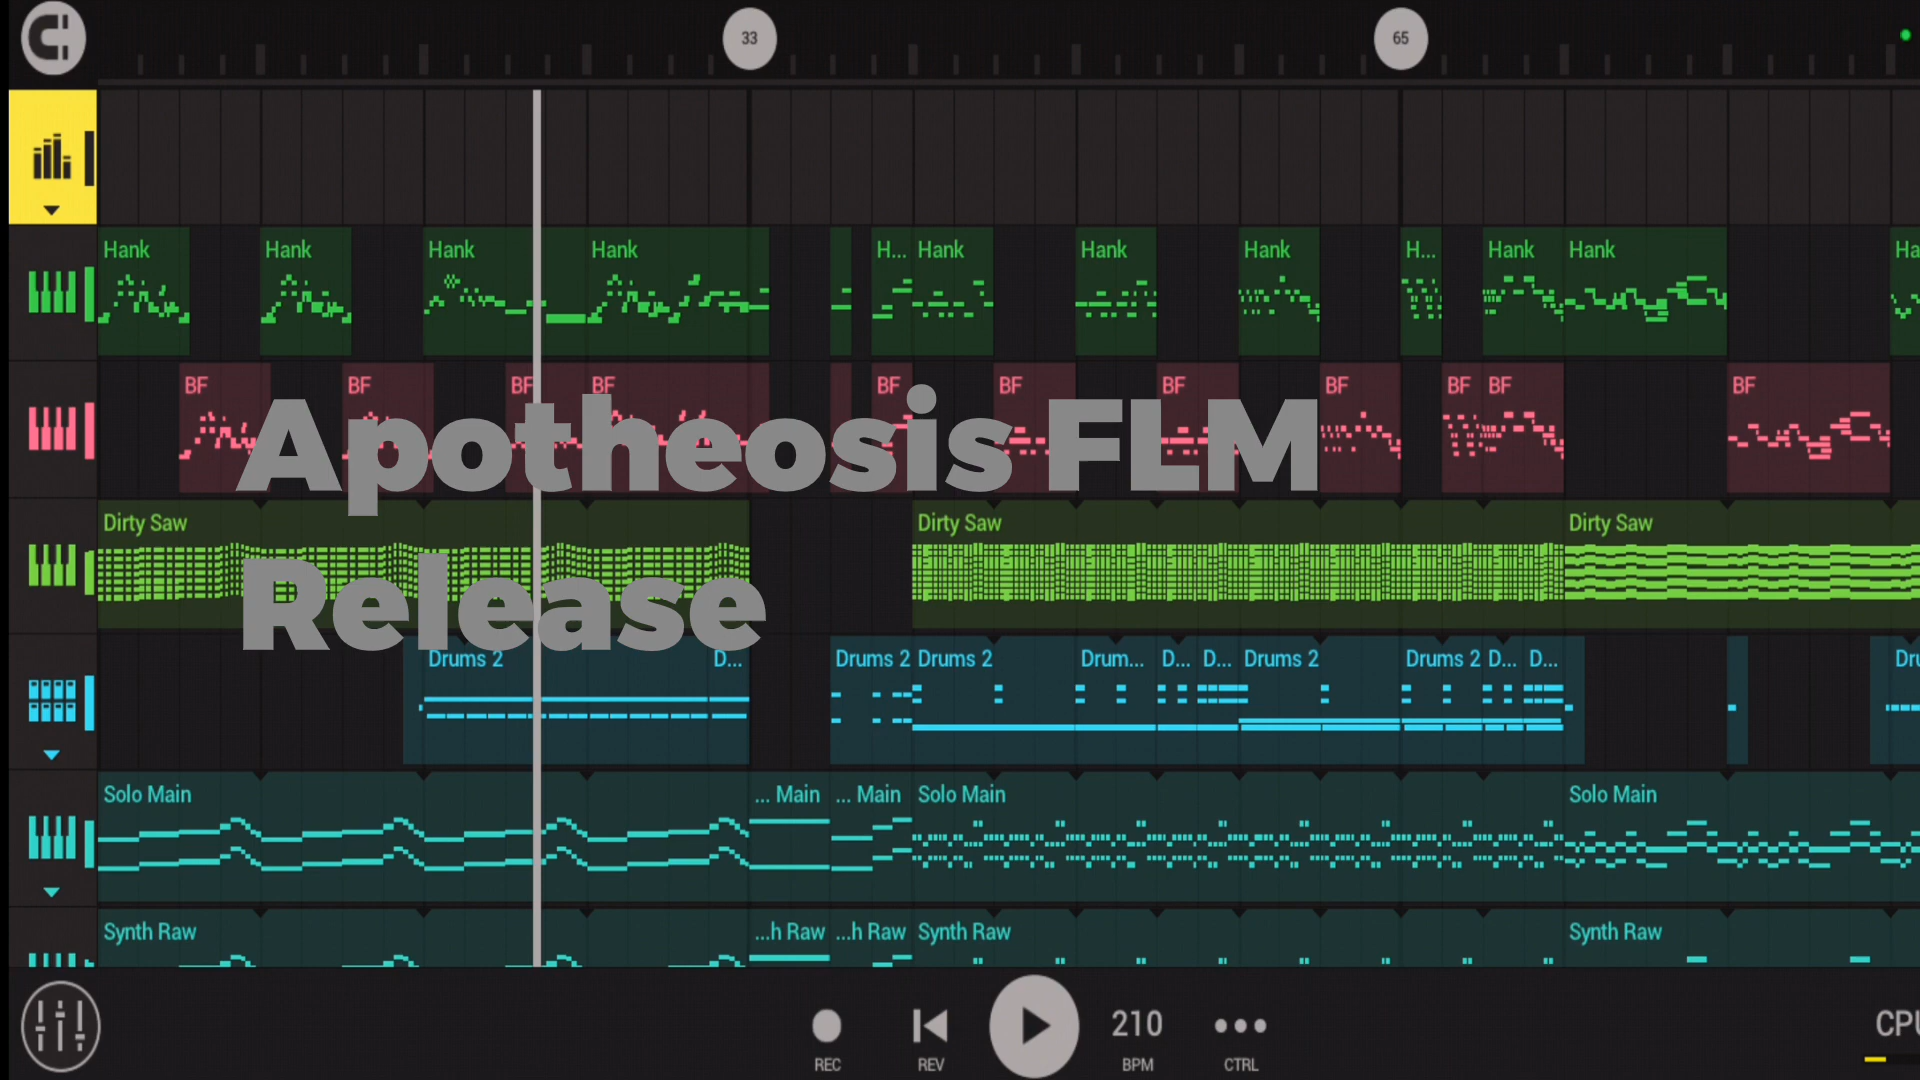 33
65
Hank
Hank
Hank
Hank
H...
Hank
Hank
Hank
H...
Hank
Hank
Ha
BF
BF
BF
BF
BF
BF
BF
BF
BF
BF
BF
Apotheosis FLM
Release
Dirty Saw
Dirty Saw
Dirty Saw
Drums 2
D...
Drums 2
Drums 2
Drum...
D...
D...
Drums 2
Drums 2
D...
D...
Dru
Solo Main
... Main
... Main
Solo Main
Solo Main
Synth Raw
...h Raw
...h Raw
Synth Raw
Synth Raw
210
CPU
REC
REV
BPM
CTRL